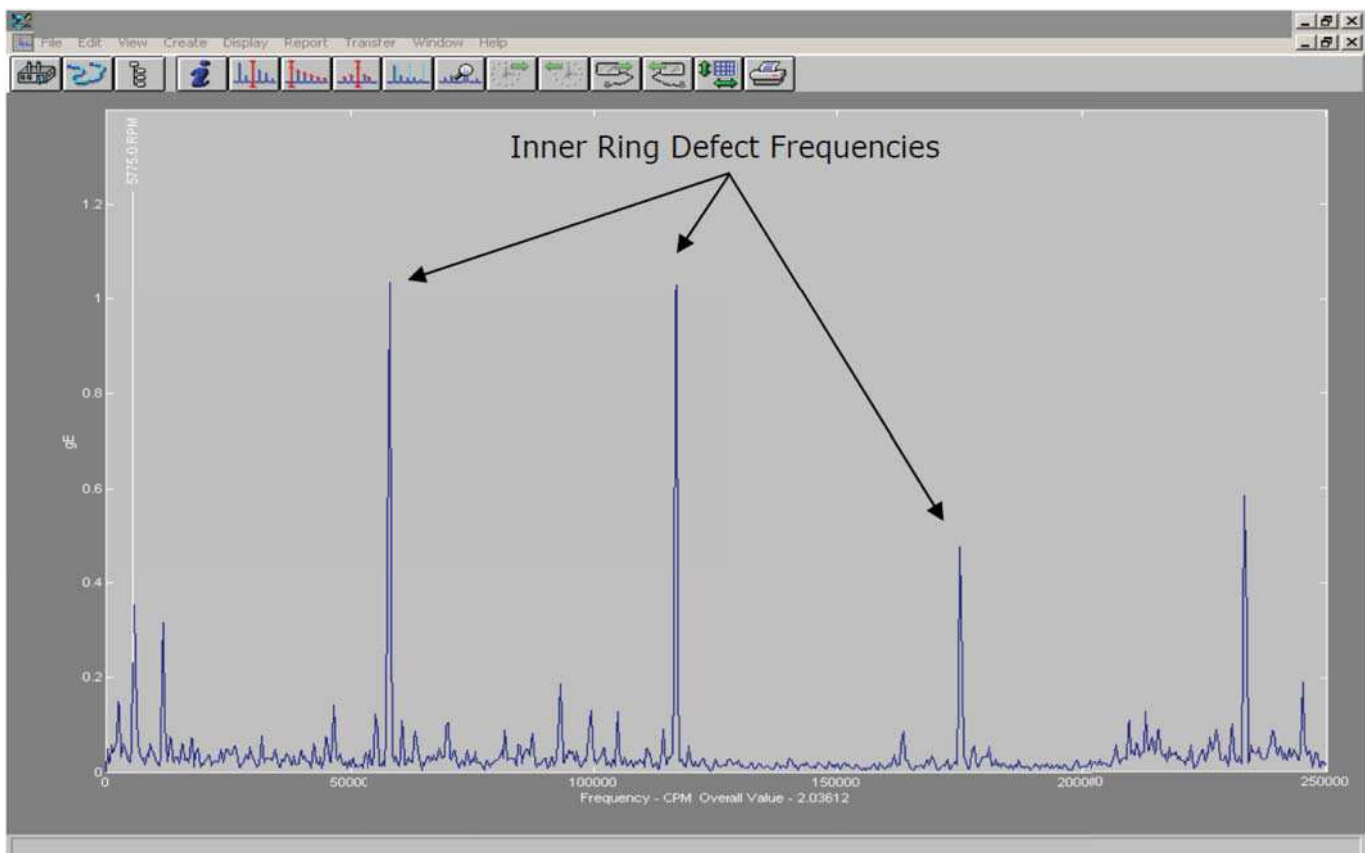 File Edit View Create Display Report Transfer Window Help
5775.0 RPM
Inner Ring Defect Frequencies
1.2
1
0.8
gE
0.6
0.4
0.2
0
0 50000 100000 150000 200000 250000
Frequency - CPM Overall Value - 2.03612